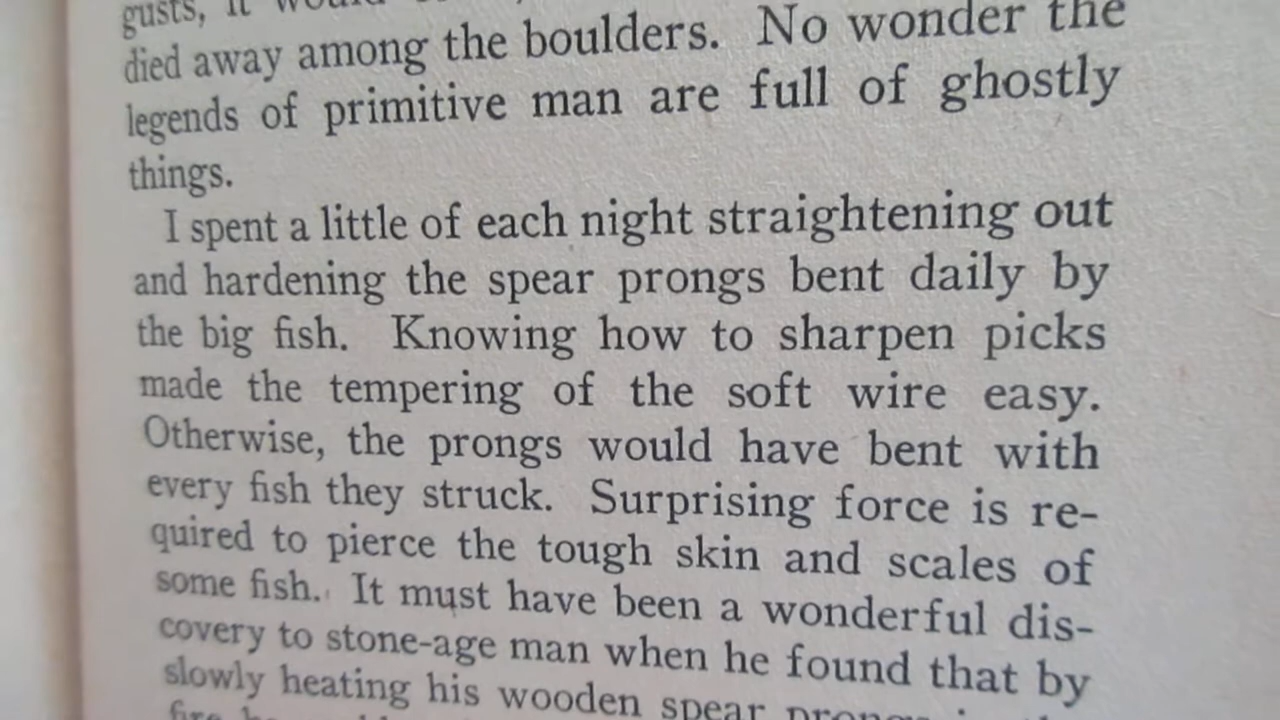 gusts, it would
died away among the boulders. No wonder the
legends of primitive man are full of ghostly
things.
I spent a little of each night straightening out
and hardening the spear prongs bent daily by
the big fish. Knowing how to sharpen picks
made the tempering of the soft wire easy.
Otherwise, the prongs would have bent with
every fish they struck. Surprising force is re-
quired to pierce the tough skin and scales of
some fish. It must have been a wonderful dis-
covery to stone-age man when he found that by
slowly heating his wooden spear